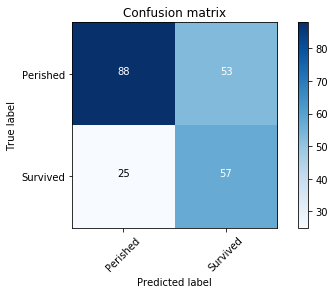 Confusion matrix
True label
Perished
88
53
Survived
25
57
Perished
Survived
Predicted label
80
70
60
50
40
30